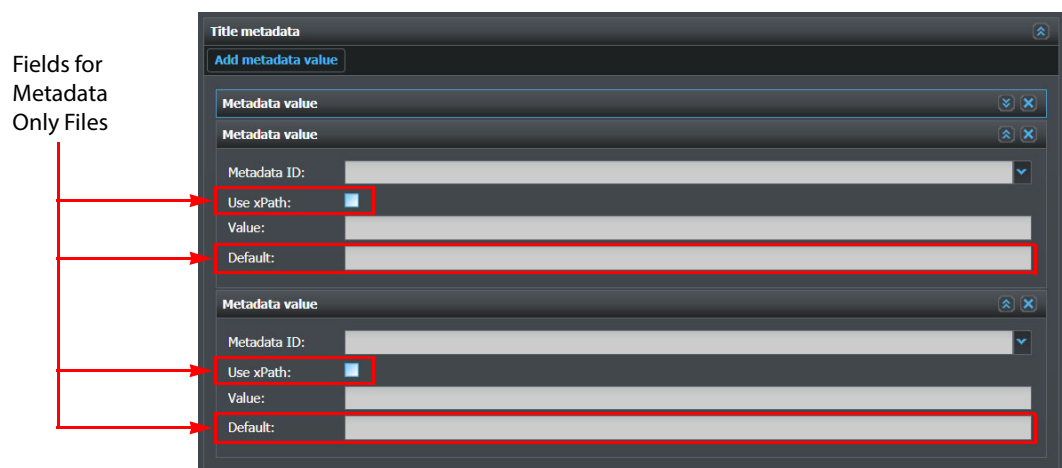 Title metadata
Add metadata value
Fields for
Metadata
Only Files
Metadata value
Metadata value
Metadata ID:
Use xPath:
Value:
Default:
Metadata value
Metadata ID:
Use xPath:
Value:
Default: